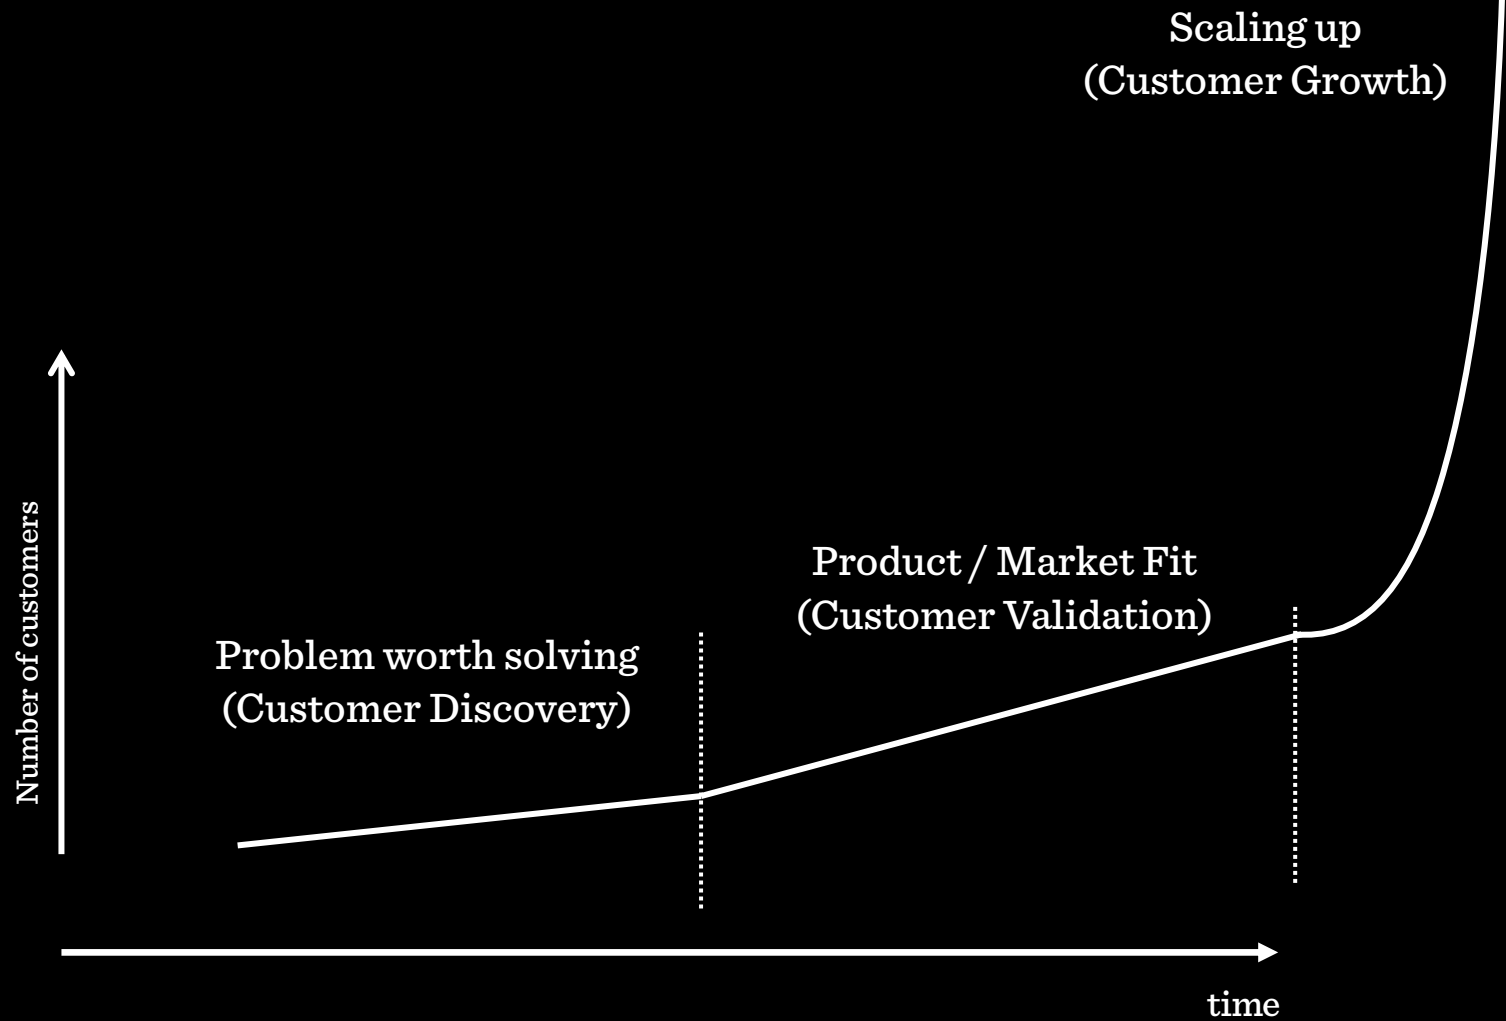 Scaling up
(Customer Growth)
Product / Market Fit
(Customer Validation)
Problem worth solving
(Customer Discovery)
Number of customers
time